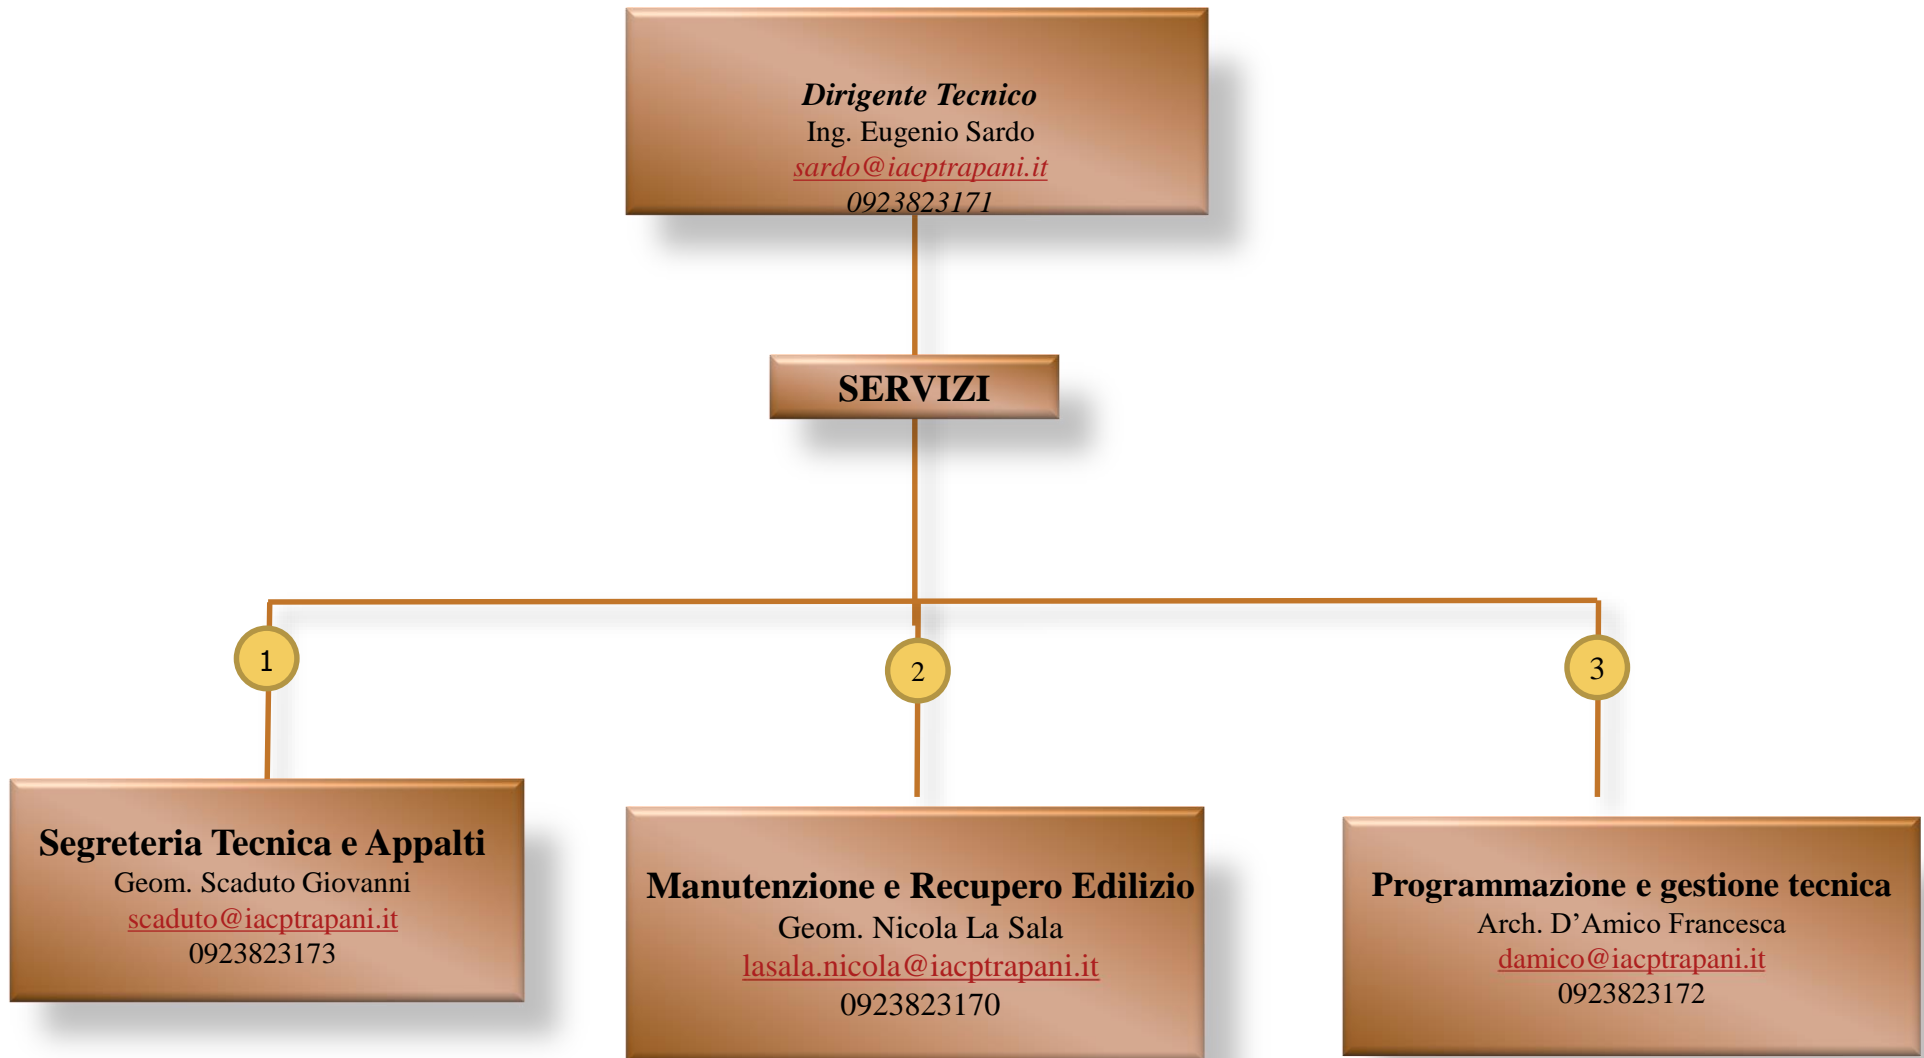 Dirigente Tecnico
Ing. Eugenio Sardo
sardo@iacptrapani.it
0923823171
SERVIZI
1
2
3
Segreteria Tecnica e Appalti
Geom. Scaduto Giovanni
scaduto@iacptrapani.it
0923823173
Manutenzione e Recupero Edilizio
Geom. Nicola La Sala
lasala.nicola@iacptrapani.it
0923823170
Programmazione e gestione tecnica
Arch. D’Amico Francesca
damico@iacptrapani.it
0923823172